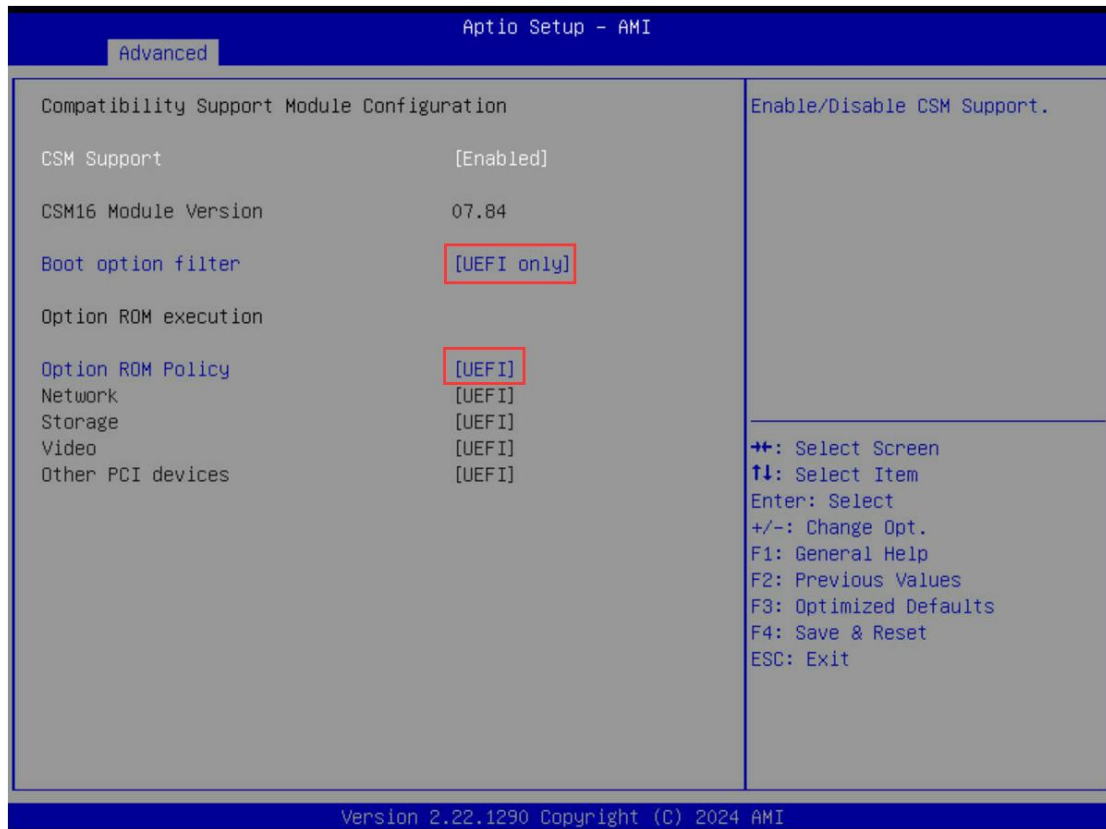 Aptio Setup – AMI
Advanced
Compatibility Support Module Configuration
CSM Support [Enabled]
CSM16 Module Version 07.84
Boot option filter [UEFI only]
Option ROM execution
Option ROM Policy [UEFI]
Network [UEFI]
Storage [UEFI]
Video [UEFI]
Other PCI devices [UEFI]
Enable/Disable CSM Support.
→←: Select Screen
↑↓: Select Item
Enter: Select
+/-: Change Opt.
F1: General Help
F2: Previous Values
F3: Optimized Defaults
F4: Save & Reset
ESC: Exit
Version 2.22.1290 Copyright (C) 2024 AMI